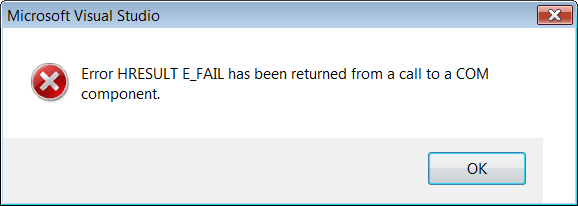 Microsoft Visual Studio
Error HRESULT E_FAIL has been returned from a call to a COM
component.
OK